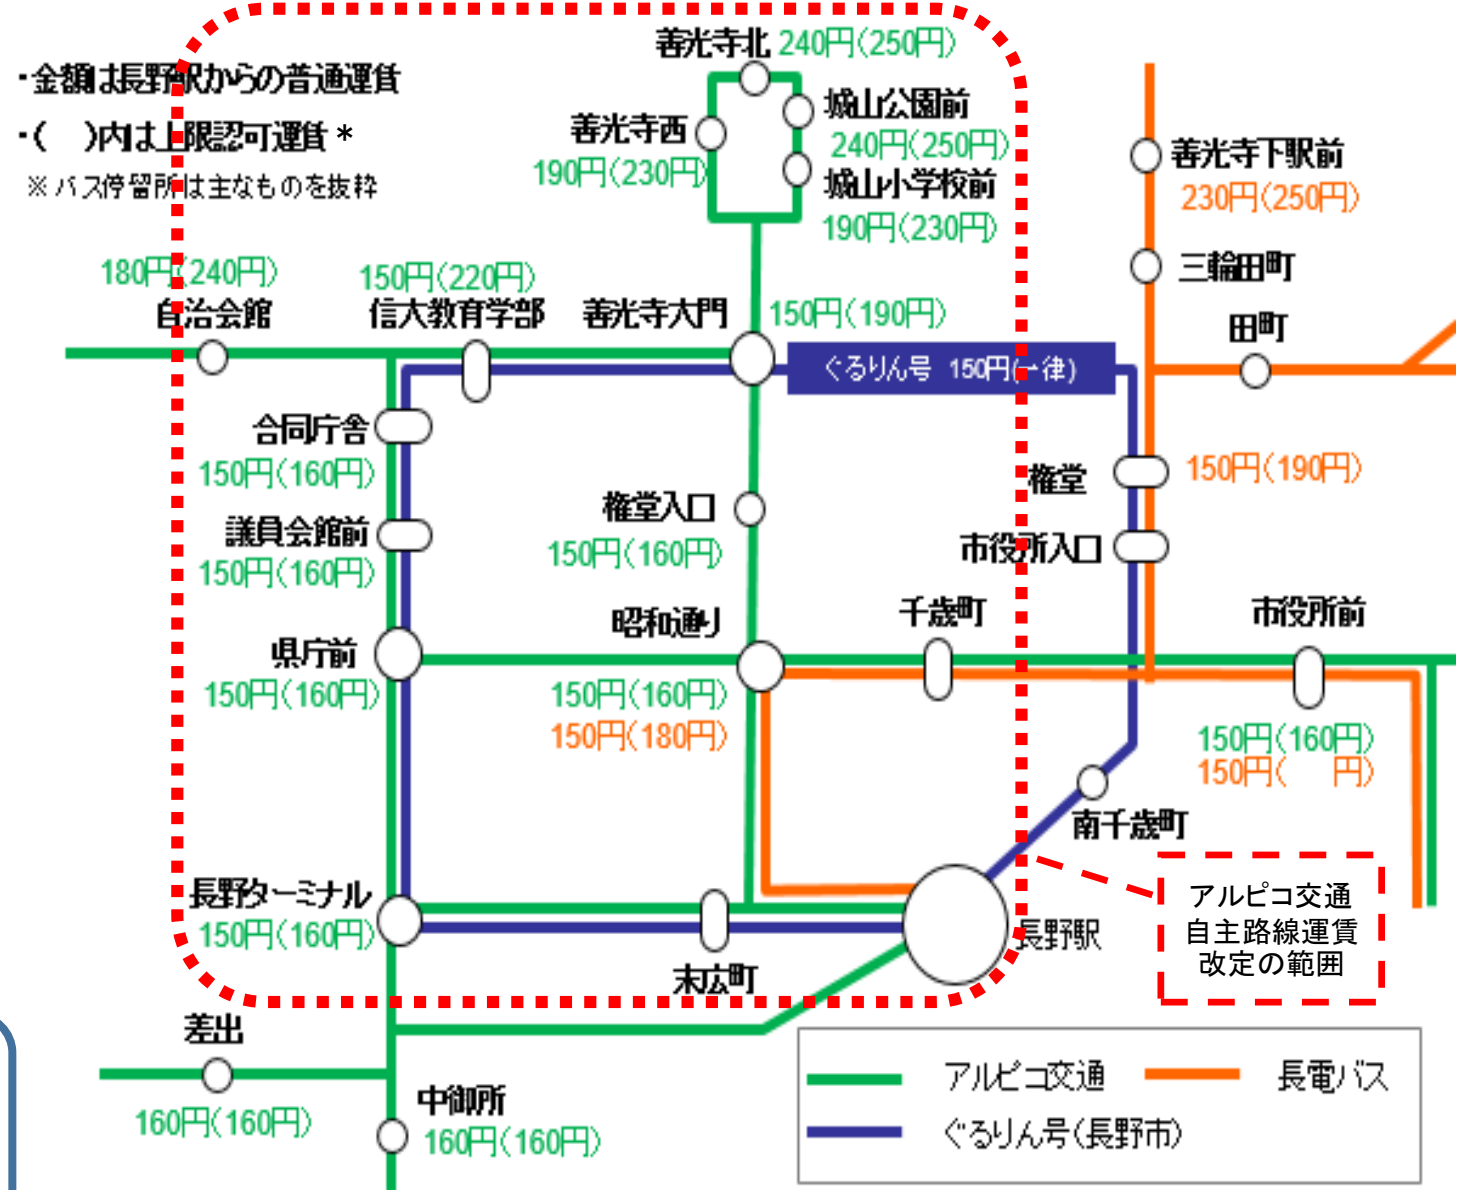 ・金額は長野駅からの普通運賃
・(　)内は上限認可運賃＊
※バス停留所は主なものを抜粋
善光寺北 240円(250円)
城山公園前
240円(250円)
善光寺西
190円(230円)
城山小学校前
190円(230円)
善光寺下駅前
230円(250円)
三輪田町
田町
180円(240円)
自治会館
150円(220円)
信大教育学部
善光寺大門
150円(190円)
ぐるりん号 150円(一律)
合同庁舎
150円(160円)
権堂
150円(190円)
議員会館前
150円(160円)
権堂入口
150円(160円)
市役所入口
県庁前
150円(160円)
昭和通り
150円(160円)
150円(180円)
千歳町
市役所前
150円(160円)
150円(　円)
南千歳町
長野ターミナル
150円(160円)
末広町
長野駅
アルピコ交通
自主路線運賃
改定の範囲
差出
160円(160円)
中御所
160円(160円)
アルピコ交通
長電バス
ぐるりん号(長野市)